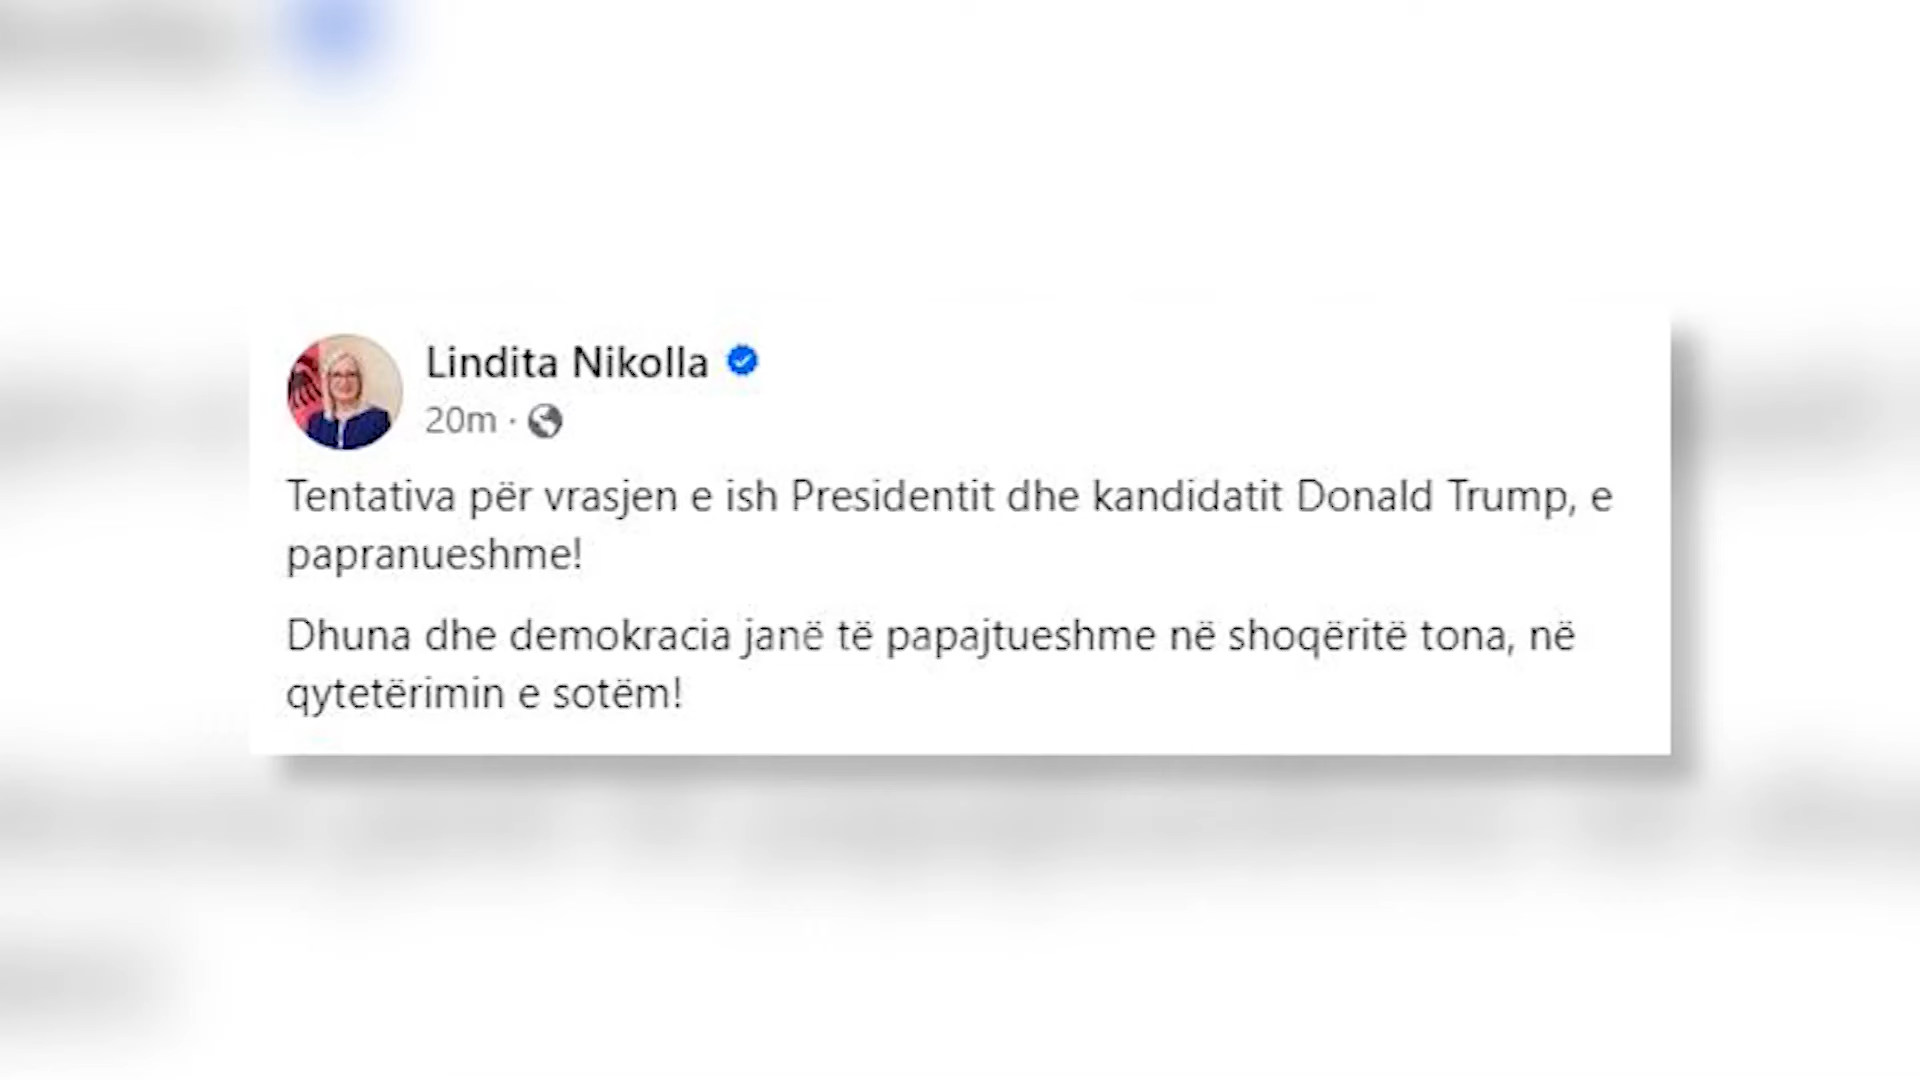 Lindita Nikolla
20m ·
Tentativa për vrasjen e ish Presidentit dhe kandidatit Donald Trump, e
papranueshme!
Dhuna dhe demokracia janë të papajtueshme në shoqëritë tona, në
qytetërimin e sotëm!